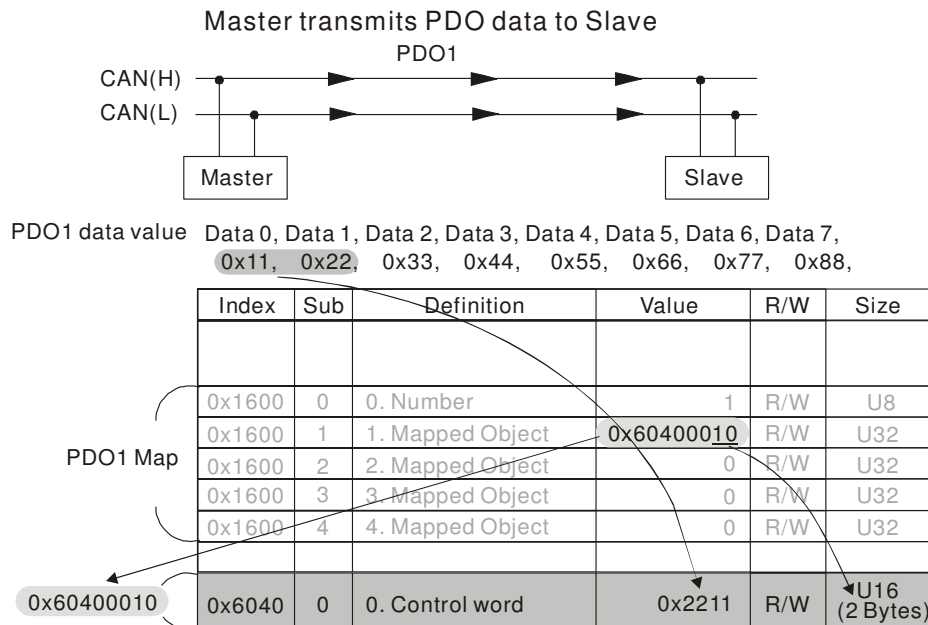 Master transmits PDO data to Slave
PDO1
CAN(H)
CAN(L)
Master
Slave
PDO1 data value Data 0, Data 1, Data 2, Data 3, Data 4, Data 5, Data 6, Data 7,
0x11, 0x22, 0x33, 0x44, 0x55, 0x66, 0x77, 0x88,
Index Sub Definition Value R/W Size
0x1600 0 0. Number 1 R/W U8
0x1600 1 1. Mapped Object 0x60400010 R/W U32
PDO1 Map
0x1600 2 2. Mapped Object 0 R/W U32
0x1600 3 3. Mapped Object 0 R/W U32
0x1600 4 4. Mapped Object 0 R/W U32
0x60400010
0x6040 0 0. Control word 0x2211 R/W U16
(2 Bytes)